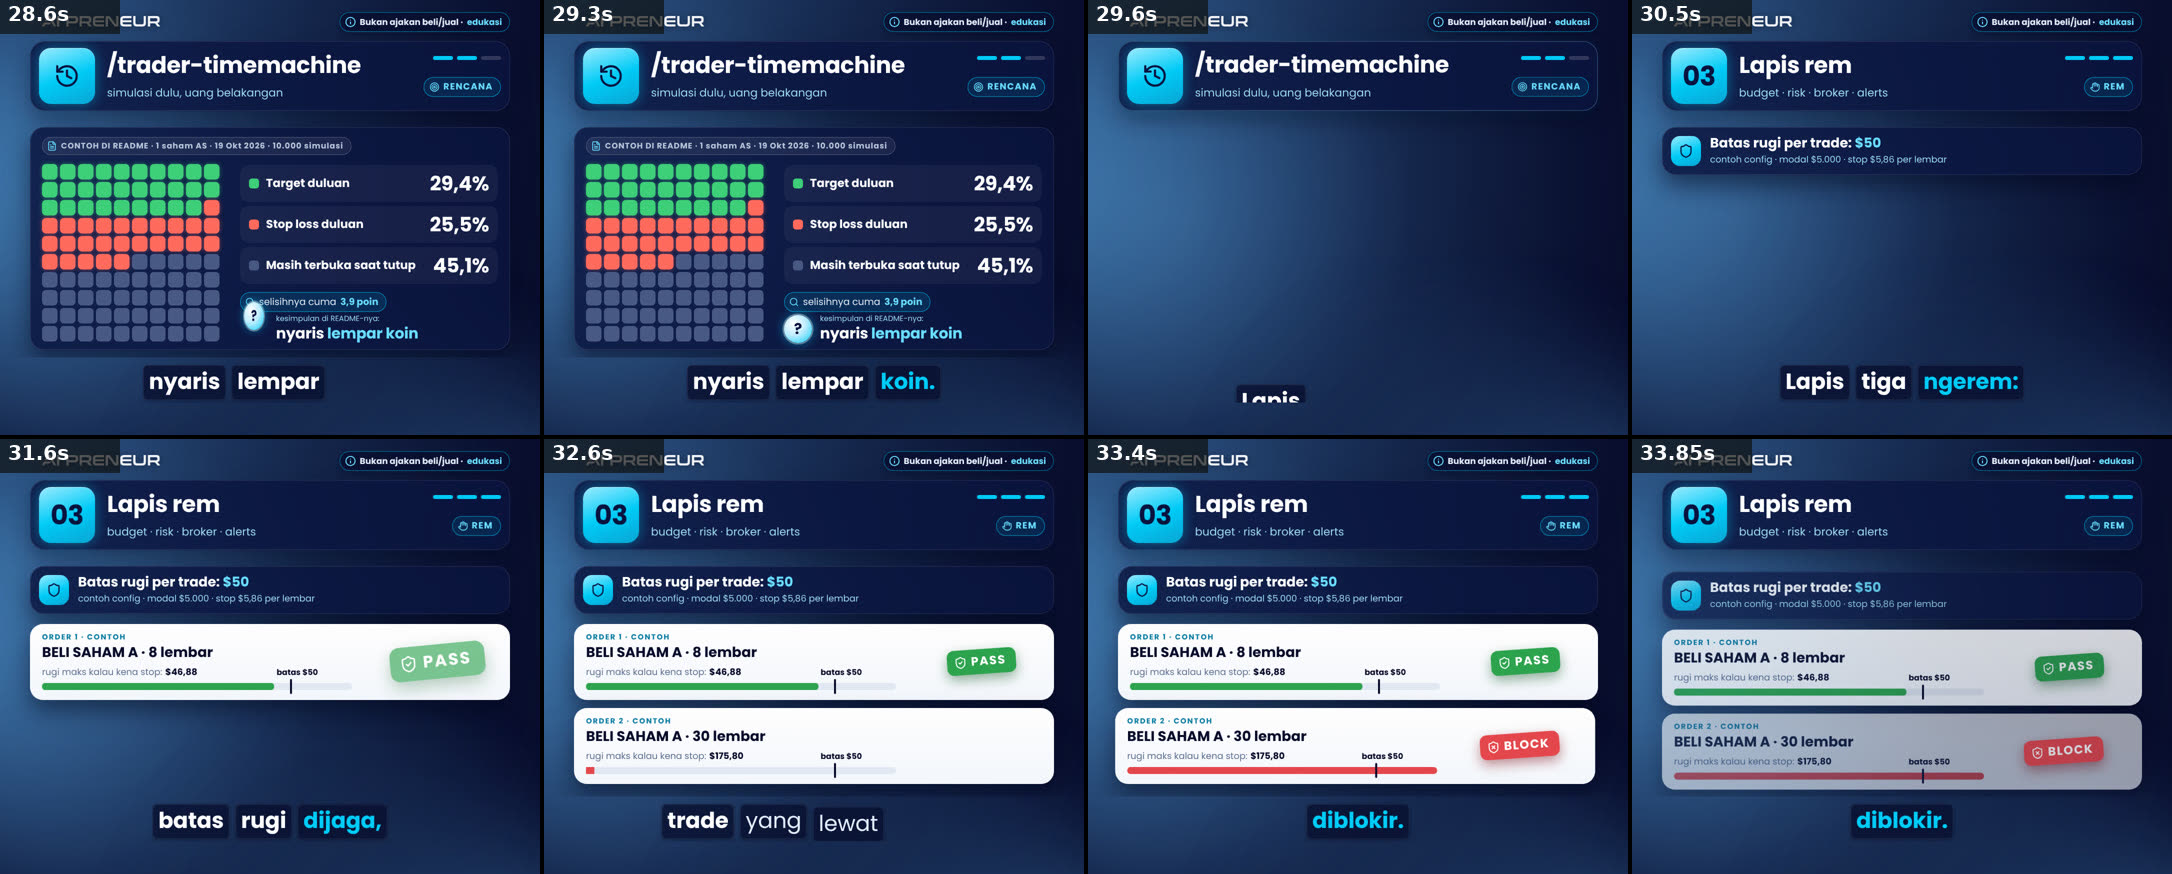 28.6s
PRENEUR
Bukan ajakan beli/jual · edukasi
/trader-timemachine
simulasi dulu, uang belakangan
RENCANA
CONTOH DI README · 1 saham AS · 19 Okt 2026 · 10.000 simulasi
Target duluan 29,4%
Stop loss duluan 25,5%
Masih terbuka saat tutup 45,1%
selisihnya cuma 3,9 poin
?
kesimpulan di README-nya:
nyaris lempar koin
nyaris lempar
29.3s
PRENEUR
Bukan ajakan beli/jual · edukasi
/trader-timemachine
simulasi dulu, uang belakangan
RENCANA
CONTOH DI README · 1 saham AS · 19 Okt 2026 · 10.000 simulasi
Target duluan 29,4%
Stop loss duluan 25,5%
Masih terbuka saat tutup 45,1%
selisihnya cuma 3,9 poin
?
kesimpulan di README-nya:
nyaris lempar koin
nyaris lempar koin.
29.6s
PRENEUR
Bukan ajakan beli/jual · edukasi
/trader-timemachine
simulasi dulu, uang belakangan
RENCANA
Lapis
30.5s
PRENEUR
Bukan ajakan beli/jual · edukasi
03
Lapis rem
budget · risk · broker · alerts
REM
Batas rugi per trade: $50
contoh config · modal $5.000 · stop $5,86 per lembar
Lapis tiga ngerem:
31.6s
PRENEUR
Bukan ajakan beli/jual · edukasi
03
Lapis rem
budget · risk · broker · alerts
REM
Batas rugi per trade: $50
contoh config · modal $5.000 · stop $5,86 per lembar
ORDER 1 · CONTOH
BELI SAHAM A · 8 lembar
rugi maks kalau kena stop: $46,88
batas $50
PASS
batas rugi dijaga,
32.6s
PRENEUR
Bukan ajakan beli/jual · edukasi
03
Lapis rem
budget · risk · broker · alerts
REM
Batas rugi per trade: $50
contoh config · modal $5.000 · stop $5,86 per lembar
ORDER 1 · CONTOH
BELI SAHAM A · 8 lembar
rugi maks kalau kena stop: $46,88
batas $50
PASS
ORDER 2 · CONTOH
BELI SAHAM A · 30 lembar
rugi maks kalau kena stop: $175,80
batas $50
trade yang lewat
33.4s
PRENEUR
Bukan ajakan beli/jual · edukasi
03
Lapis rem
budget · risk · broker · alerts
REM
Batas rugi per trade: $50
contoh config · modal $5.000 · stop $5,86 per lembar
ORDER 1 · CONTOH
BELI SAHAM A · 8 lembar
rugi maks kalau kena stop: $46,88
batas $50
PASS
ORDER 2 · CONTOH
BELI SAHAM A · 30 lembar
rugi maks kalau kena stop: $175,80
batas $50
BLOCK
diblokir.
33.85s
PRENEUR
Bukan ajakan beli/jual · edukasi
03
Lapis rem
budget · risk · broker · alerts
REM
Batas rugi per trade: $50
contoh config · modal $5.000 · stop $5,86 per lembar
ORDER 1 · CONTOH
BELI SAHAM A · 8 lembar
rugi maks kalau kena stop: $46,88
batas $50
PASS
ORDER 2 · CONTOH
BELI SAHAM A · 30 lembar
rugi maks kalau kena stop: $175,80
batas $50
BLOCK
diblokir.